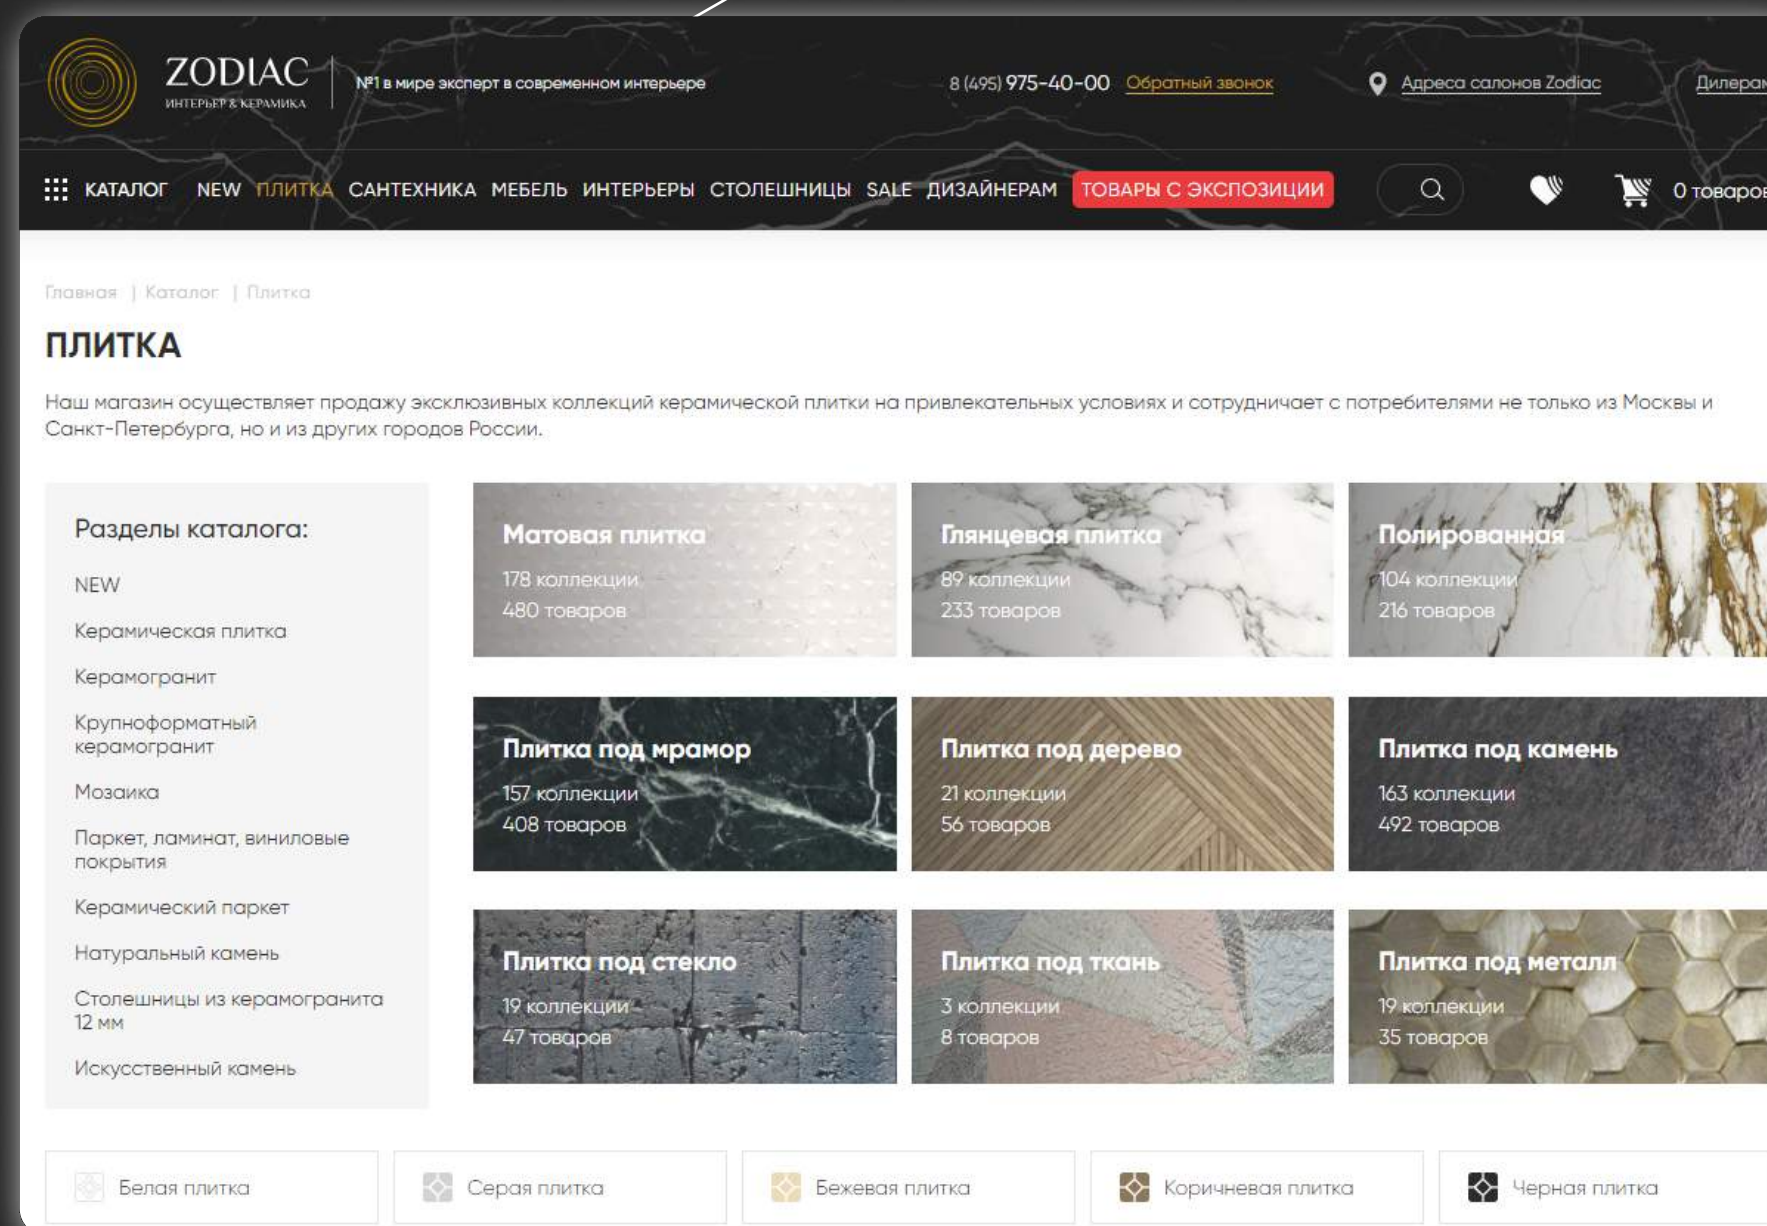 ZODIAC
ИНТЕРЬЕР & КЕРАМИКА
№1 в мире эксперт в современном интерьере
8 (495) 975-40-00 Обратный звонок
Адреса салонов Zodiac
Дилерам
КАТАЛОГ NEW ПЛИТКА САНТЕХНИКА МЕБЕЛЬ ИНТЕРЬЕРЫ СТОЛЕШНИЦЫ SALE ДИЗАЙНЕРАМ ТОВАРЫ С ЭКСПОЗИЦИИ
0 товаров
Главная | Каталог | Плитка
ПЛИТКА
Наш магазин осуществляет продажу эксклюзивных коллекций керамической плитки на привлекательных условиях и сотрудничает с потребителями не только из Москвы и
Санкт-Петербурга, но и из других городов России.
Разделы каталога:
NEW
Керамическая плитка
Керамогранит
Крупноформатный
керамогранит
Мозаика
Паркет, ламинат, виниловые
покрытия
Керамический паркет
Натуральный камень
Столешницы из керамогранита
12 мм
Искусственный камень
Матовая плитка
178 коллекции
480 товаров
Глянцевая плитка
89 коллекции
233 товаров
Полированная
104 коллекции
216 товаров
Плитка под мрамор
157 коллекции
408 товаров
Плитка под дерево
21 коллекции
56 товаров
Плитка под камень
163 коллекции
492 товаров
Плитка под стекло
19 коллекции
47 товаров
Плитка под ткань
3 коллекции
8 товаров
Плитка под металл
19 коллекции
35 товаров
Белая плитка
Серая плитка
Бежевая плитка
Коричневая плитка
Черная плитка